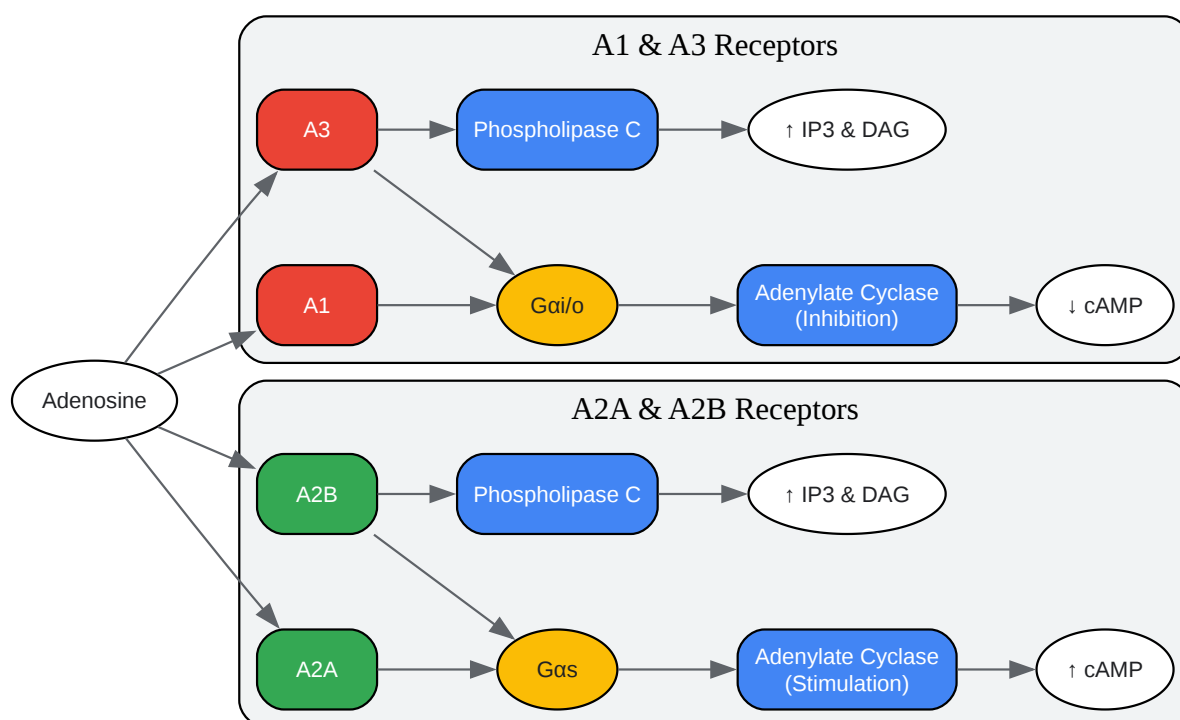 A1 & A3 Receptors
A3
Phospholipase C
↑ IP3 & DAG
A1
Gαi/o
Adenylate Cyclase
(Inhibition)
↓ cAMP
Adenosine
A2A & A2B Receptors
A2B
Phospholipase C
↑ IP3 & DAG
A2A
Gαs
Adenylate Cyclase
(Stimulation)
↑ cAMP